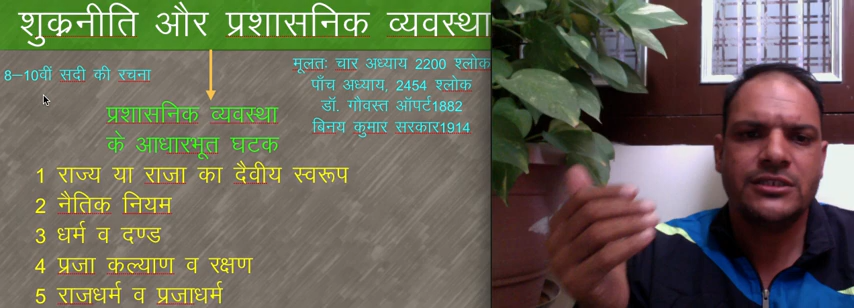 शुक्रनीति और प्रशासनिक व्यवस्था
8–10वीं सदी की रचना
मूलतः चार अध्याय 2200 श्लोक
पाँच अध्याय, 2454 श्लोक
डॉ. गौवस्त ऑपर्ट1882
बिनय कुमार सरकार1914
प्रशासनिक व्यवस्था
के आधारभूत घटक
1 राज्य या राजा का दैवीय स्वरूप
2 नैतिक नियम
3 धर्म व दण्ड
4 प्रजा कल्याण व रक्षण
5 राजधर्म व प्रजाधर्म